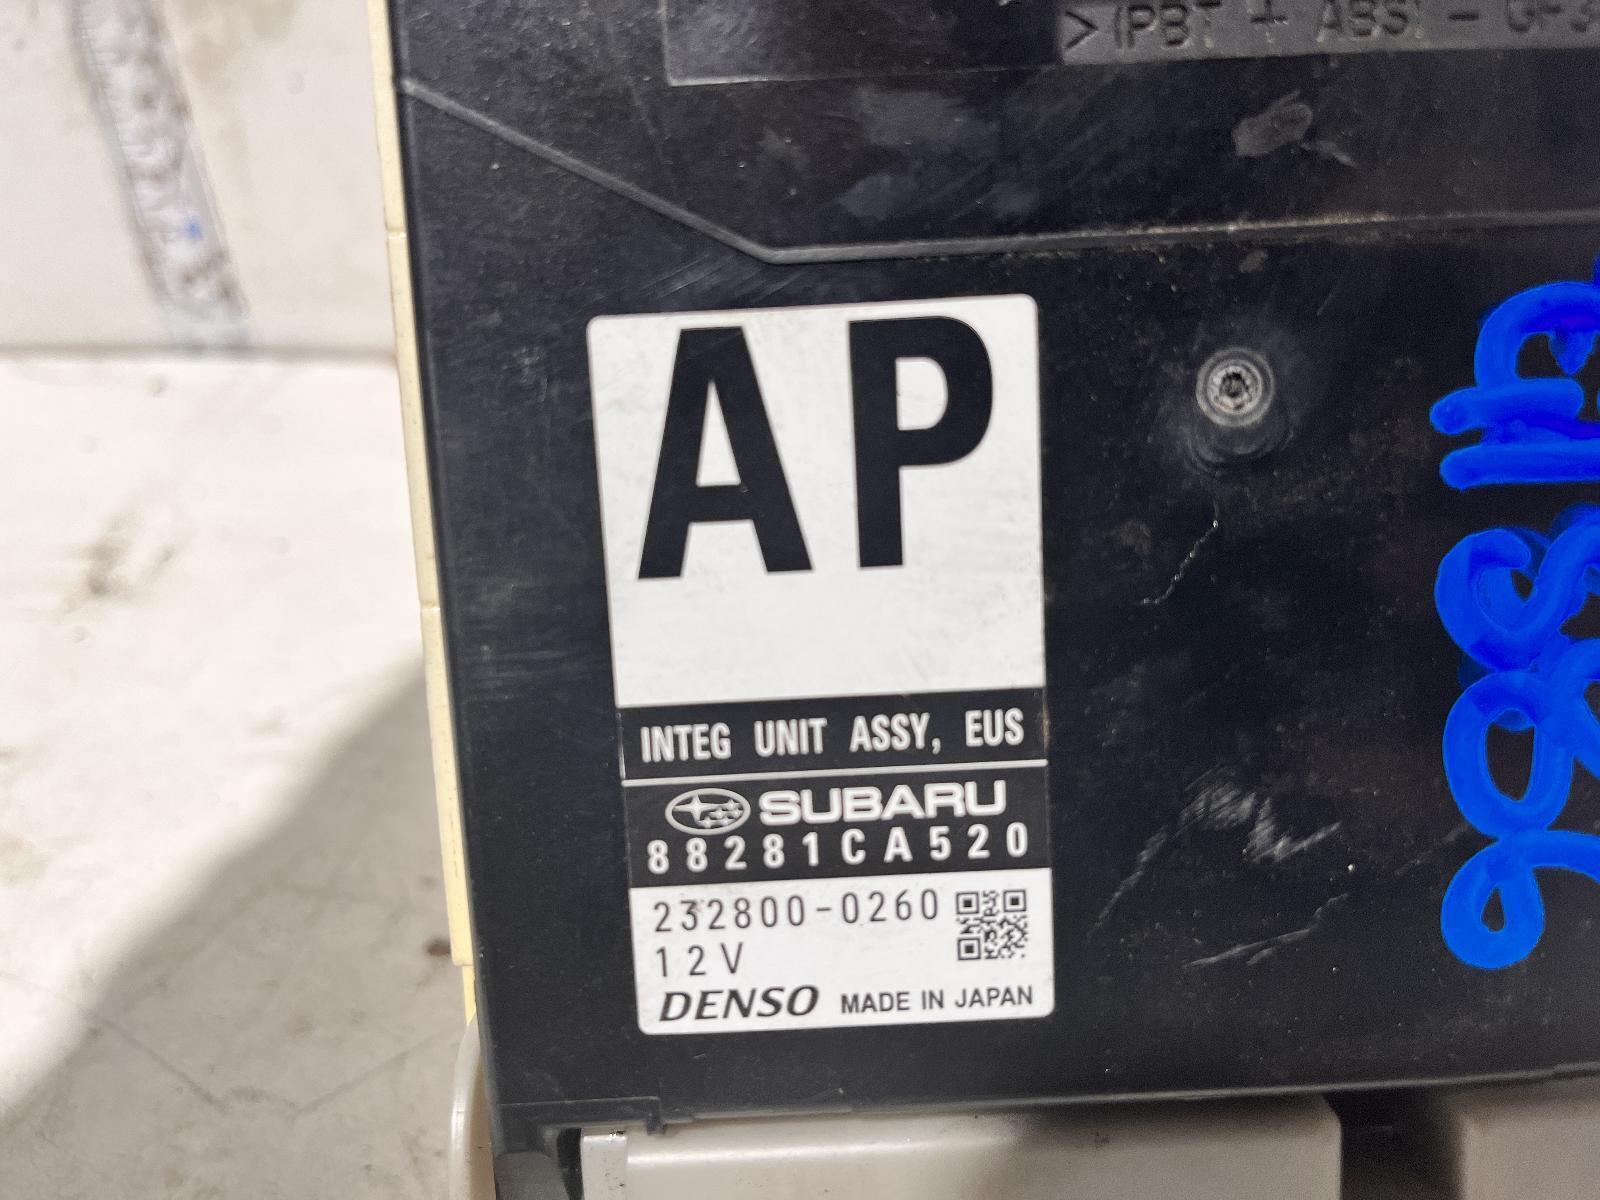 >(PBT + ABS) - GF3
AP
INTEG UNIT ASSY, EUS
SUBARU
88281CA520
232800-0260
12V
DENSO MADE IN JAPAN